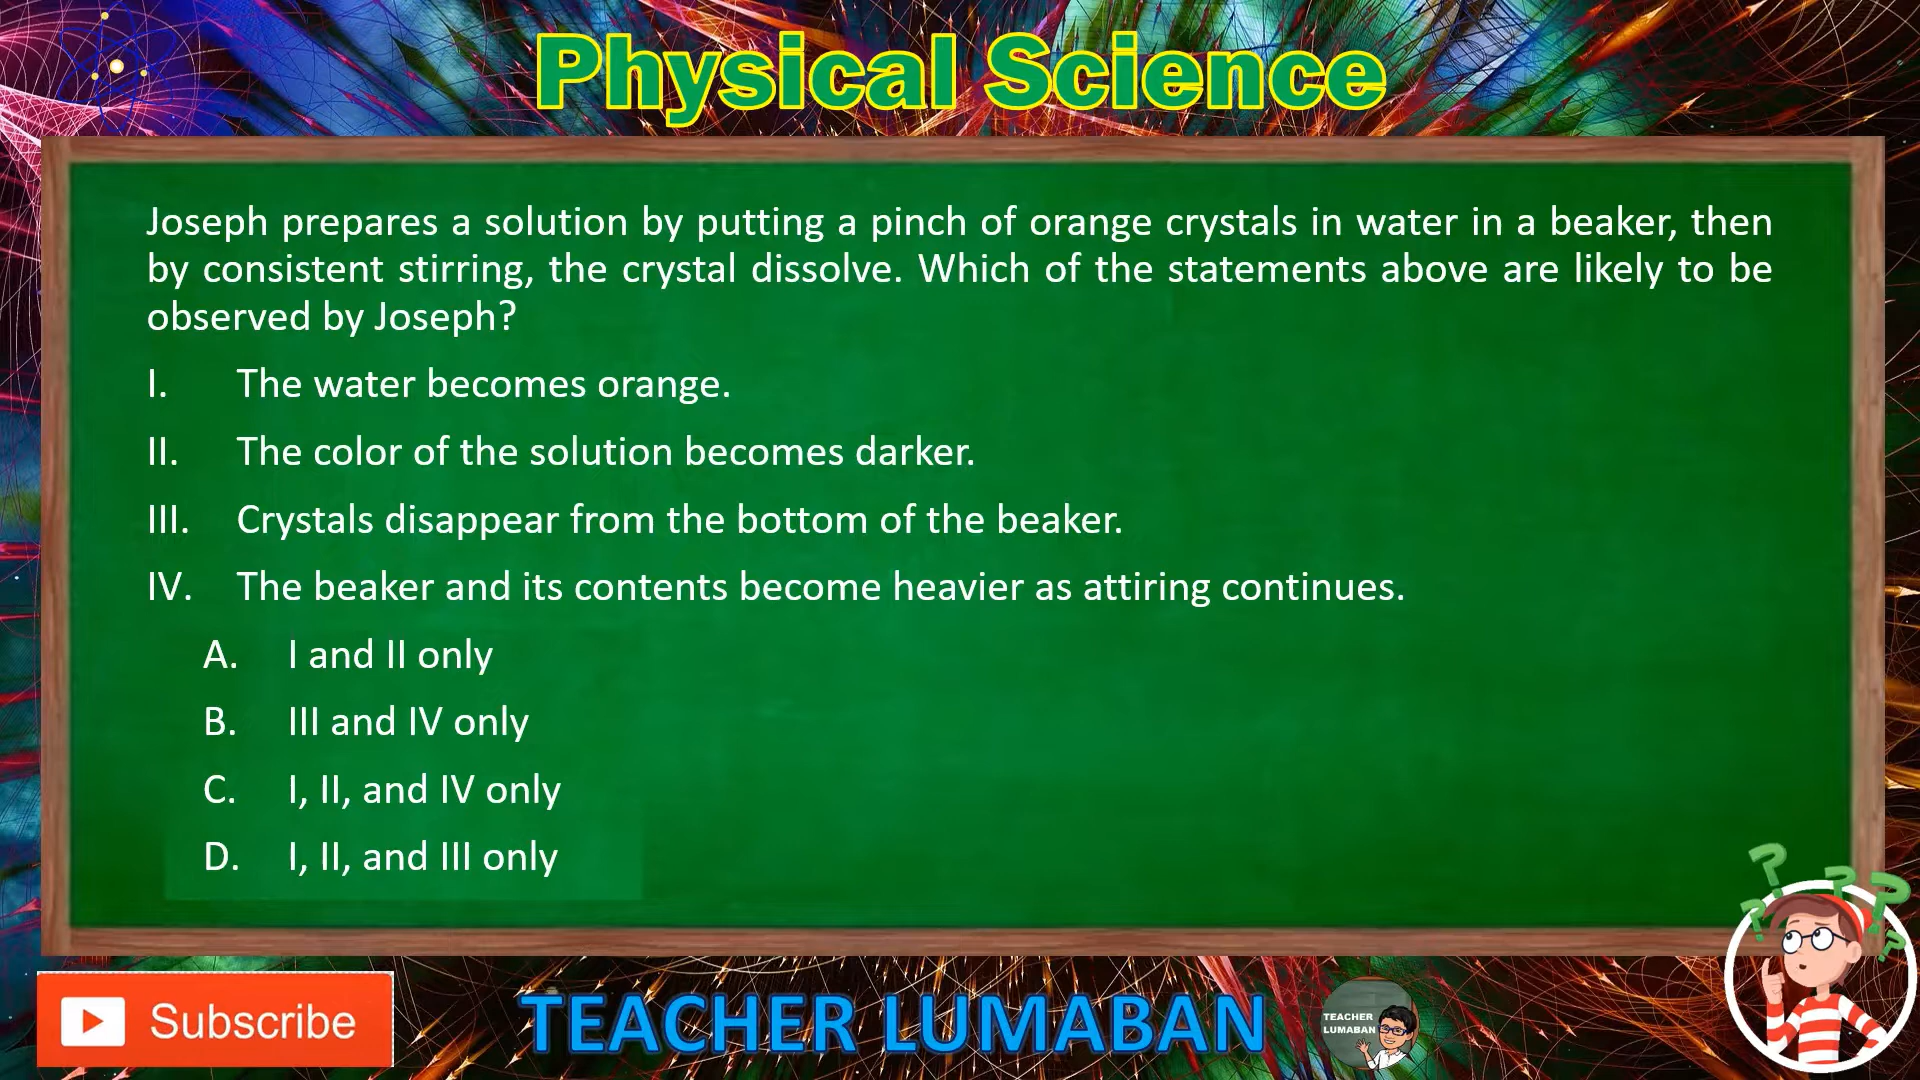 Physical Science
Joseph prepares a solution by putting a pinch of orange crystals in water in a beaker, then
by consistent stirring, the crystal dissolve. Which of the statements above are likely to be
observed by Joseph?
I. The water becomes orange.
II. The color of the solution becomes darker.
III. Crystals disappear from the bottom of the beaker.
IV. The beaker and its contents become heavier as attiring continues.
A. I and II only
B. III and IV only
C. I, II, and IV only
D. I, II, and III only
? ? ? ? ?
Subscribe
TEACHER LUMABAN
TEACHER
LUMABAN